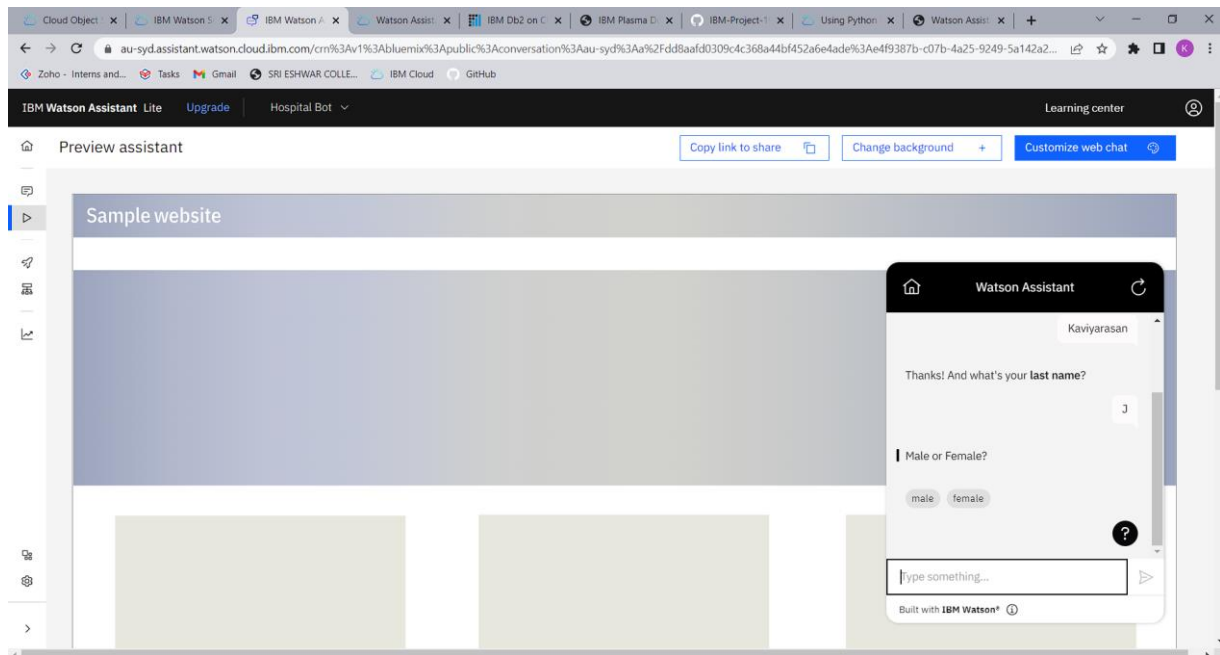 Cloud Object
IBM Watson S
IBM Watson A
Watson Assist
IBM Db2 on C
IBM Plasma D
IBM-Project-1
Using Python
Watson Assist
au-syd.assistant.watson.cloud.ibm.com/crn%3Av1%3Abluemix%3Apublic%3Aconversation%3Aau-syd%3Aa%2Fdd8aafd0309c4c368a44bf452a6e4ade%3Ae4f9387b-c07b-4a25-9249-5a142a2...
K
Zoho - Interns and... Tasks Gmail SRI ESHWAR COLLE... IBM Cloud GitHub
IBM Watson Assistant Lite Upgrade Hospital Bot Learning center
Preview assistant Copy link to share Change background + Customize web chat
Sample website
Watson Assistant
Kaviyarasan
Thanks! And what's your last name?
J
Male or Female?
male female
?
Type something...
Built with IBM Watson®